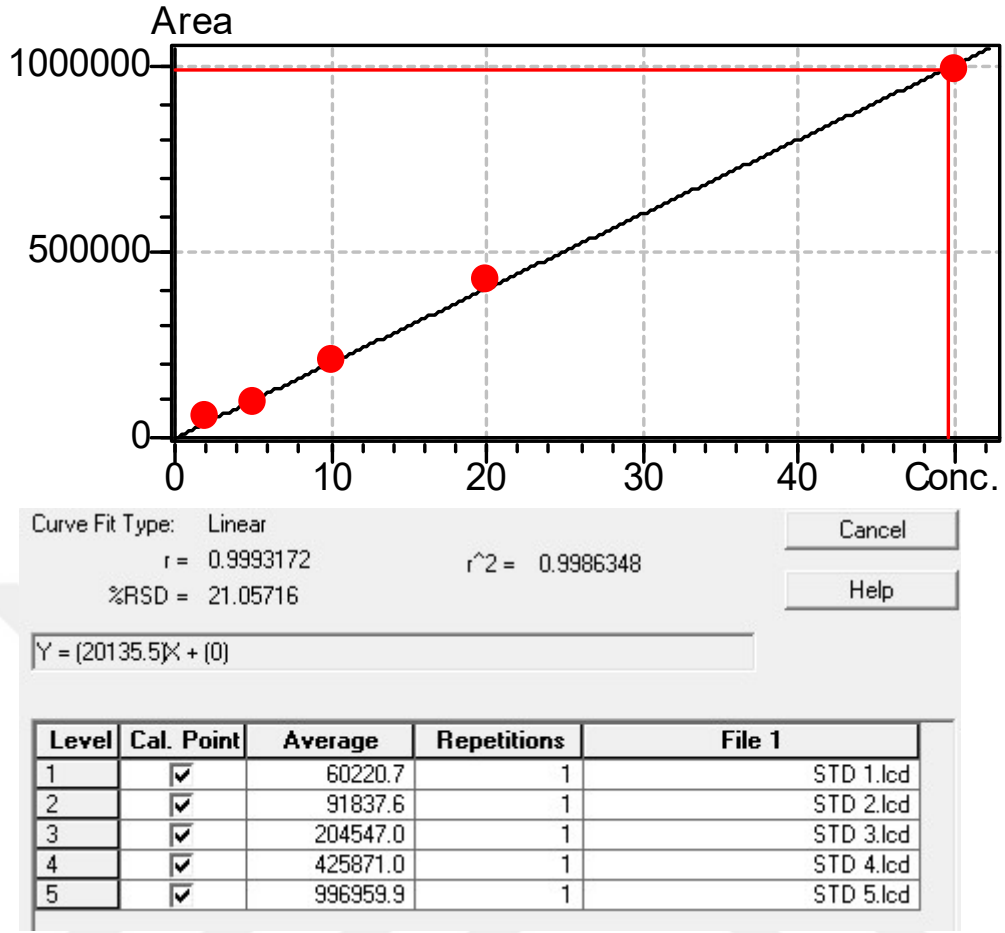 Area
1000000
500000
0
0 10 20 30 40 Conc.
Curve Fit Type: Linear Cancel
r = 0.9993172 r^2 = 0.9986348
%RSD = 21.05716 Help
Y = (20135.5)X + (0)
Level Cal. Point Average Repetitions File 1
1 60220.7 1 STD 1.lcd
2 91837.6 1 STD 2.lcd
3 204547.0 1 STD 3.lcd
4 425871.0 1 STD 4.lcd
5 996959.9 1 STD 5.lcd